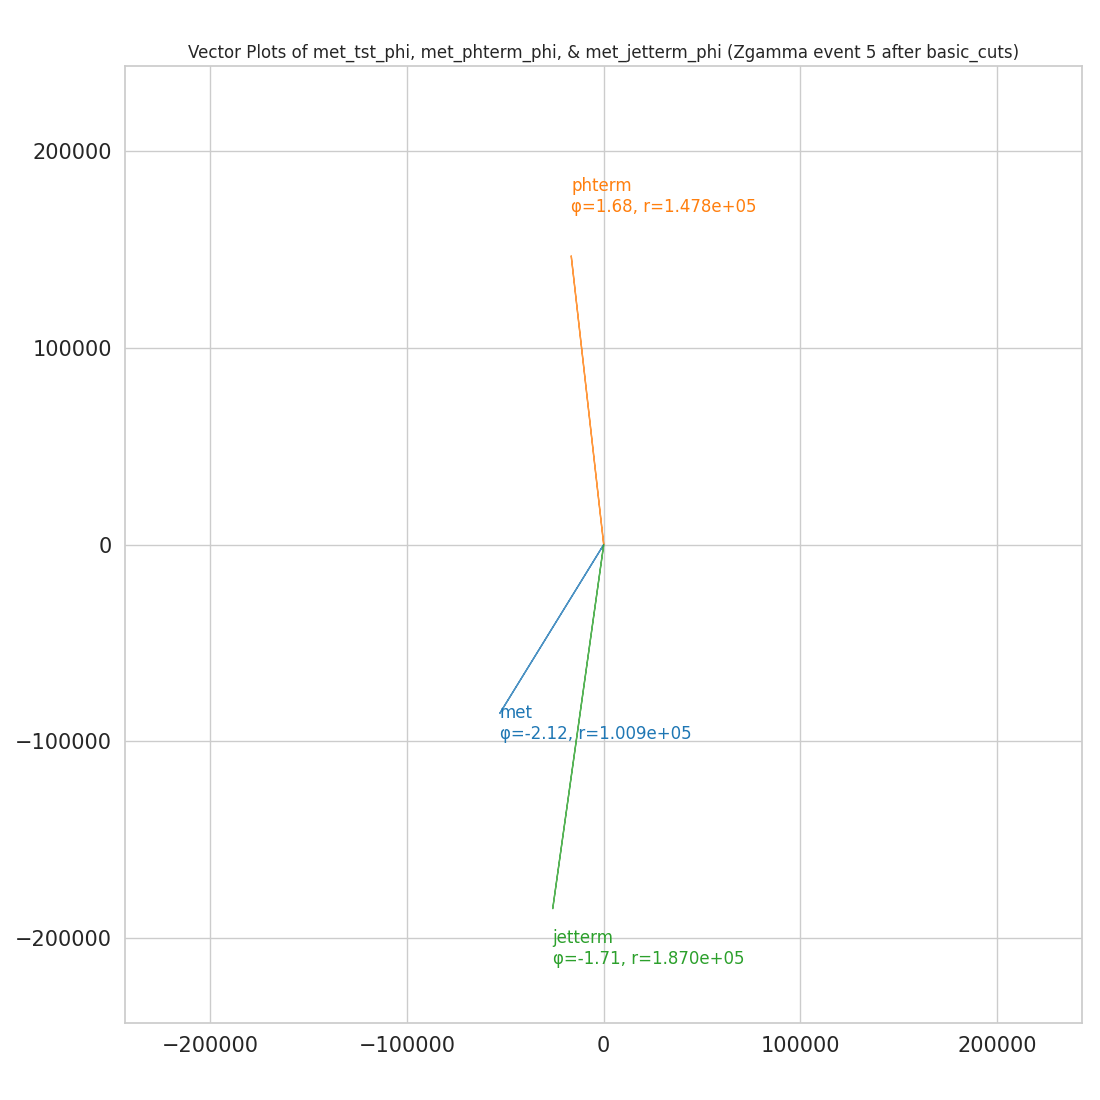 Vector Plots of met_tst_phi, met_phterm_phi, & met_jetterm_phi (Zgamma event 5 after basic_cuts)
200000
phterm
φ=1.68, r=1.478e+05
100000
0
met
φ=-2.12, r=1.009e+05
−100000
jetterm
−200000
φ=-1.71, r=1.870e+05
−200000 −100000 0 100000 200000